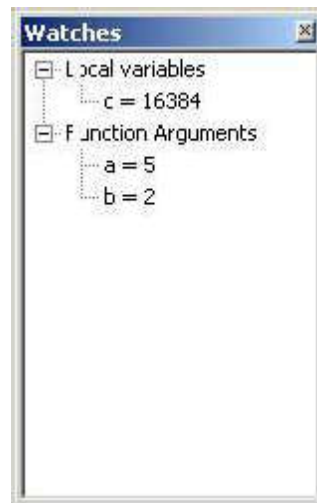 Watches
Local variables
c = 16384
Function Arguments
a = 5
b = 2